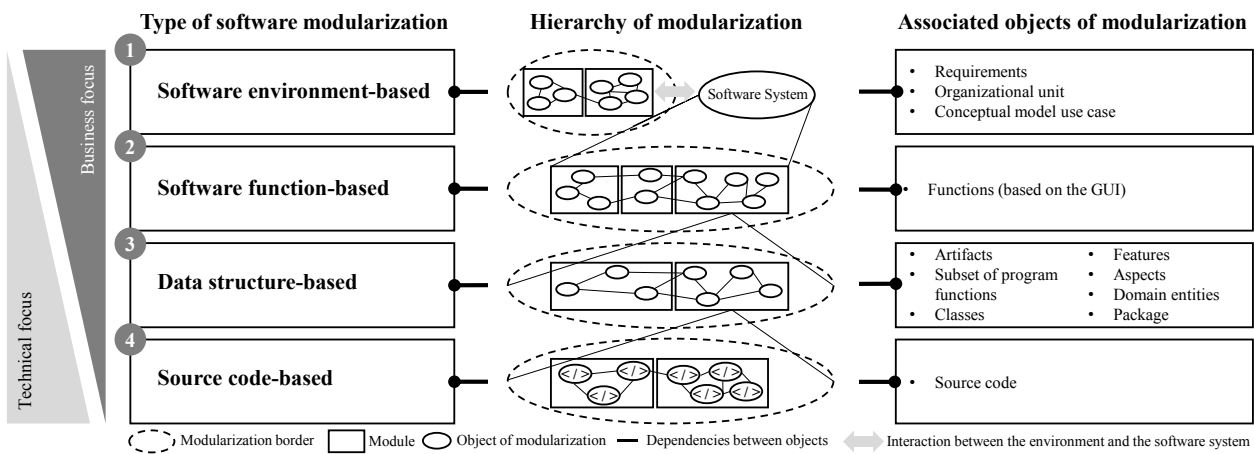 Type of software modularization
Hierarchy of modularization
Associated objects of modularization
Business focus
Technical focus
1
Software environment-based
Software System
• Requirements
• Organizational unit
• Conceptual model use case
2
Software function-based
• Functions (based on the GUI)
3
Data structure-based
• Artifacts
• Subset of program
functions
• Classes
• Features
• Aspects
• Domain entities
• Package
4
Source code-based
</>
</>
</>
</>
</>
</>
</>
• Source code
Modularization border
Module
Object of modularization
Dependencies between objects
Interaction between the environment and the software system